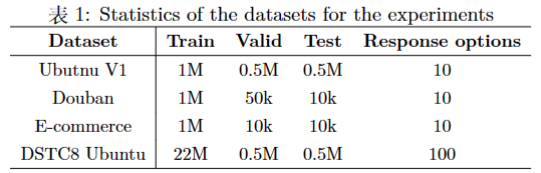 表 1: Statistics of the datasets for the experiments
Dataset Train Valid Test Response options
Ubutnu V1 1M 0.5M 0.5M 10
Douban 1M 50k 10k 10
E-commerce 1M 10k 10k 10
DSTC8 Ubuntu 22M 0.5M 0.5M 100